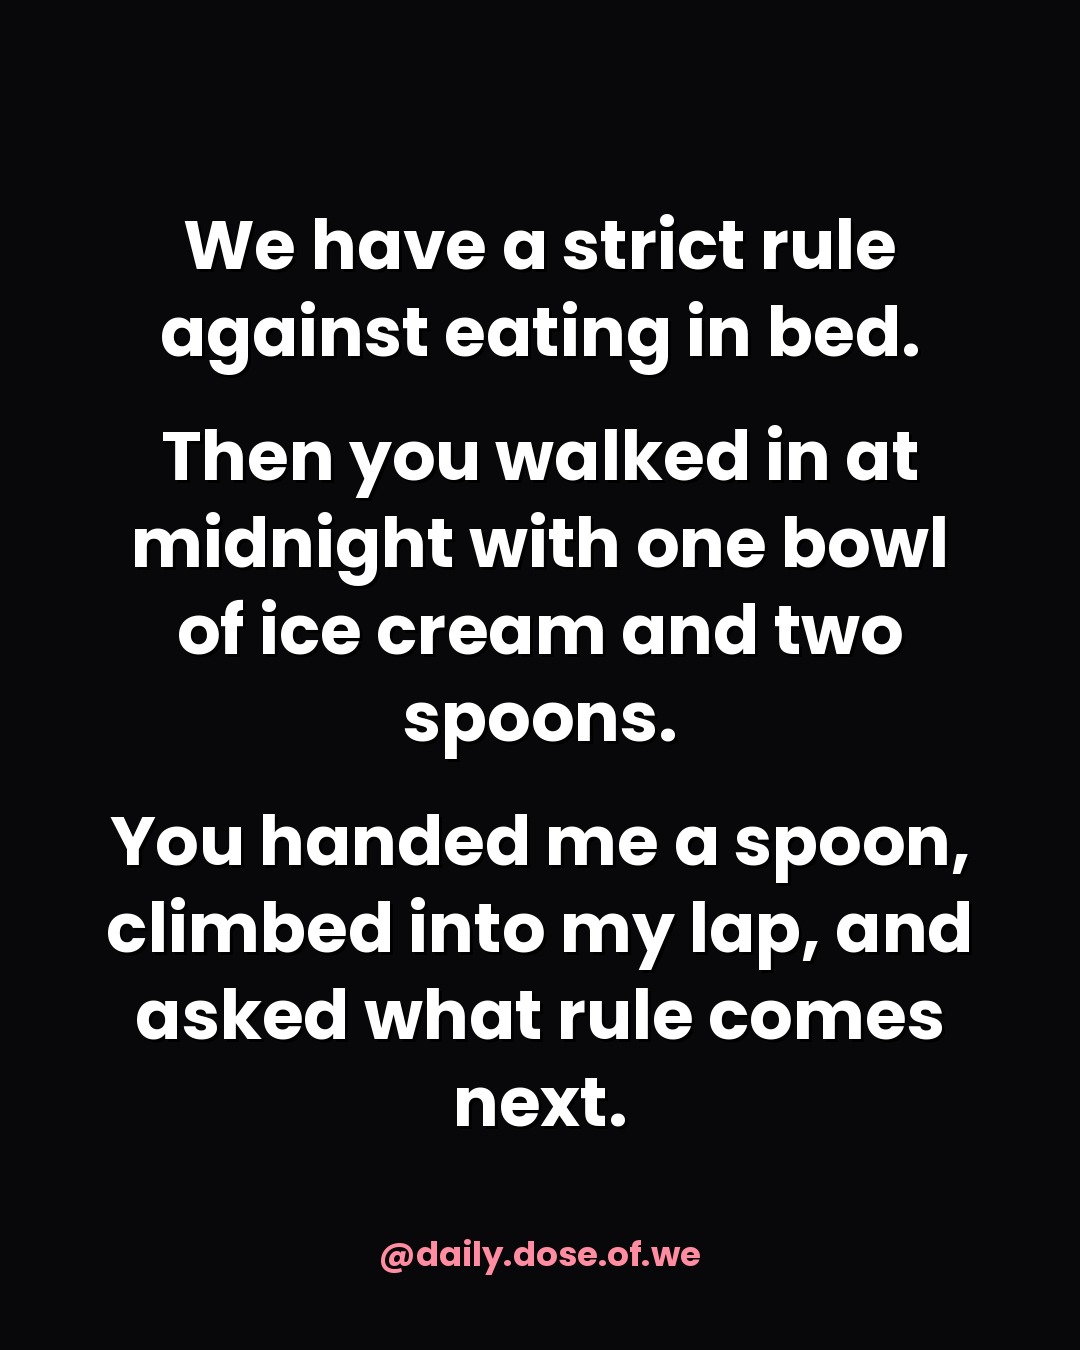 We have a strict rule
against eating in bed.
Then you walked in at
midnight with one bowl
of ice cream and two
spoons.
You handed me a spoon,
climbed into my lap, and
asked what rule comes
next.
@daily.dose.of.we